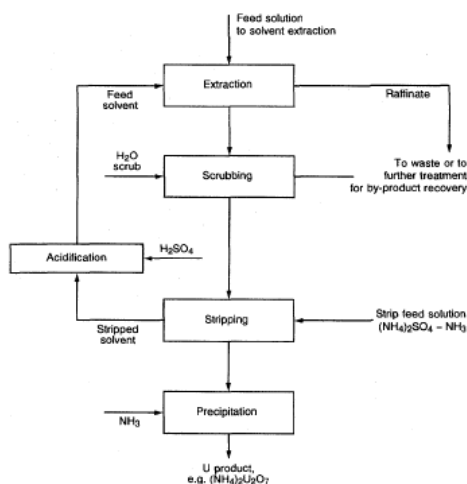 Feed solution
to solvent extraction
Extraction
Feed
solvent
Raffinate
H₂O
scrub
Scrubbing
To waste or to
further treatment
for by-product recovery
Acidification
H₂SO₄
Stripping
Stripped
solvent
Strip feed solution
(NH₄)₂SO₄ – NH₃
Precipitation
NH₃
U product,
e.g. (NH₄)₂U₂O₇